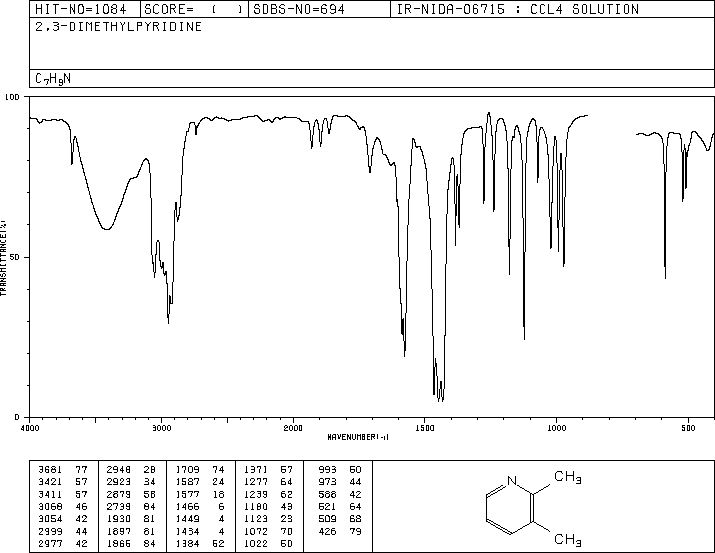 HIT-NO=1084 SCORE= ( ) SDBS-NO=694 IR-NIDA-06715 : CCL4 SOLUTION
2,3-DIMETHYLPYRIDINE
C7H9N
100
50
0
TRANSMITTANCE(%)
4000 3000 2000 1500 1000 500
WAVENUMBER(-1)
3681 77 2948 28 1709 74 1371 57 993 50
3421 57 2923 34 1587 24 1277 64 973 44
3411 57 2879 58 1577 18 1239 62 588 42
3068 46 2739 84 1466 6 1180 43 521 64
3054 42 1930 81 1449 4 1123 23 509 68
2999 44 1897 81 1434 4 1072 70 426 79
2977 42 1866 84 1384 52 1022 50
N
CH3
CH3